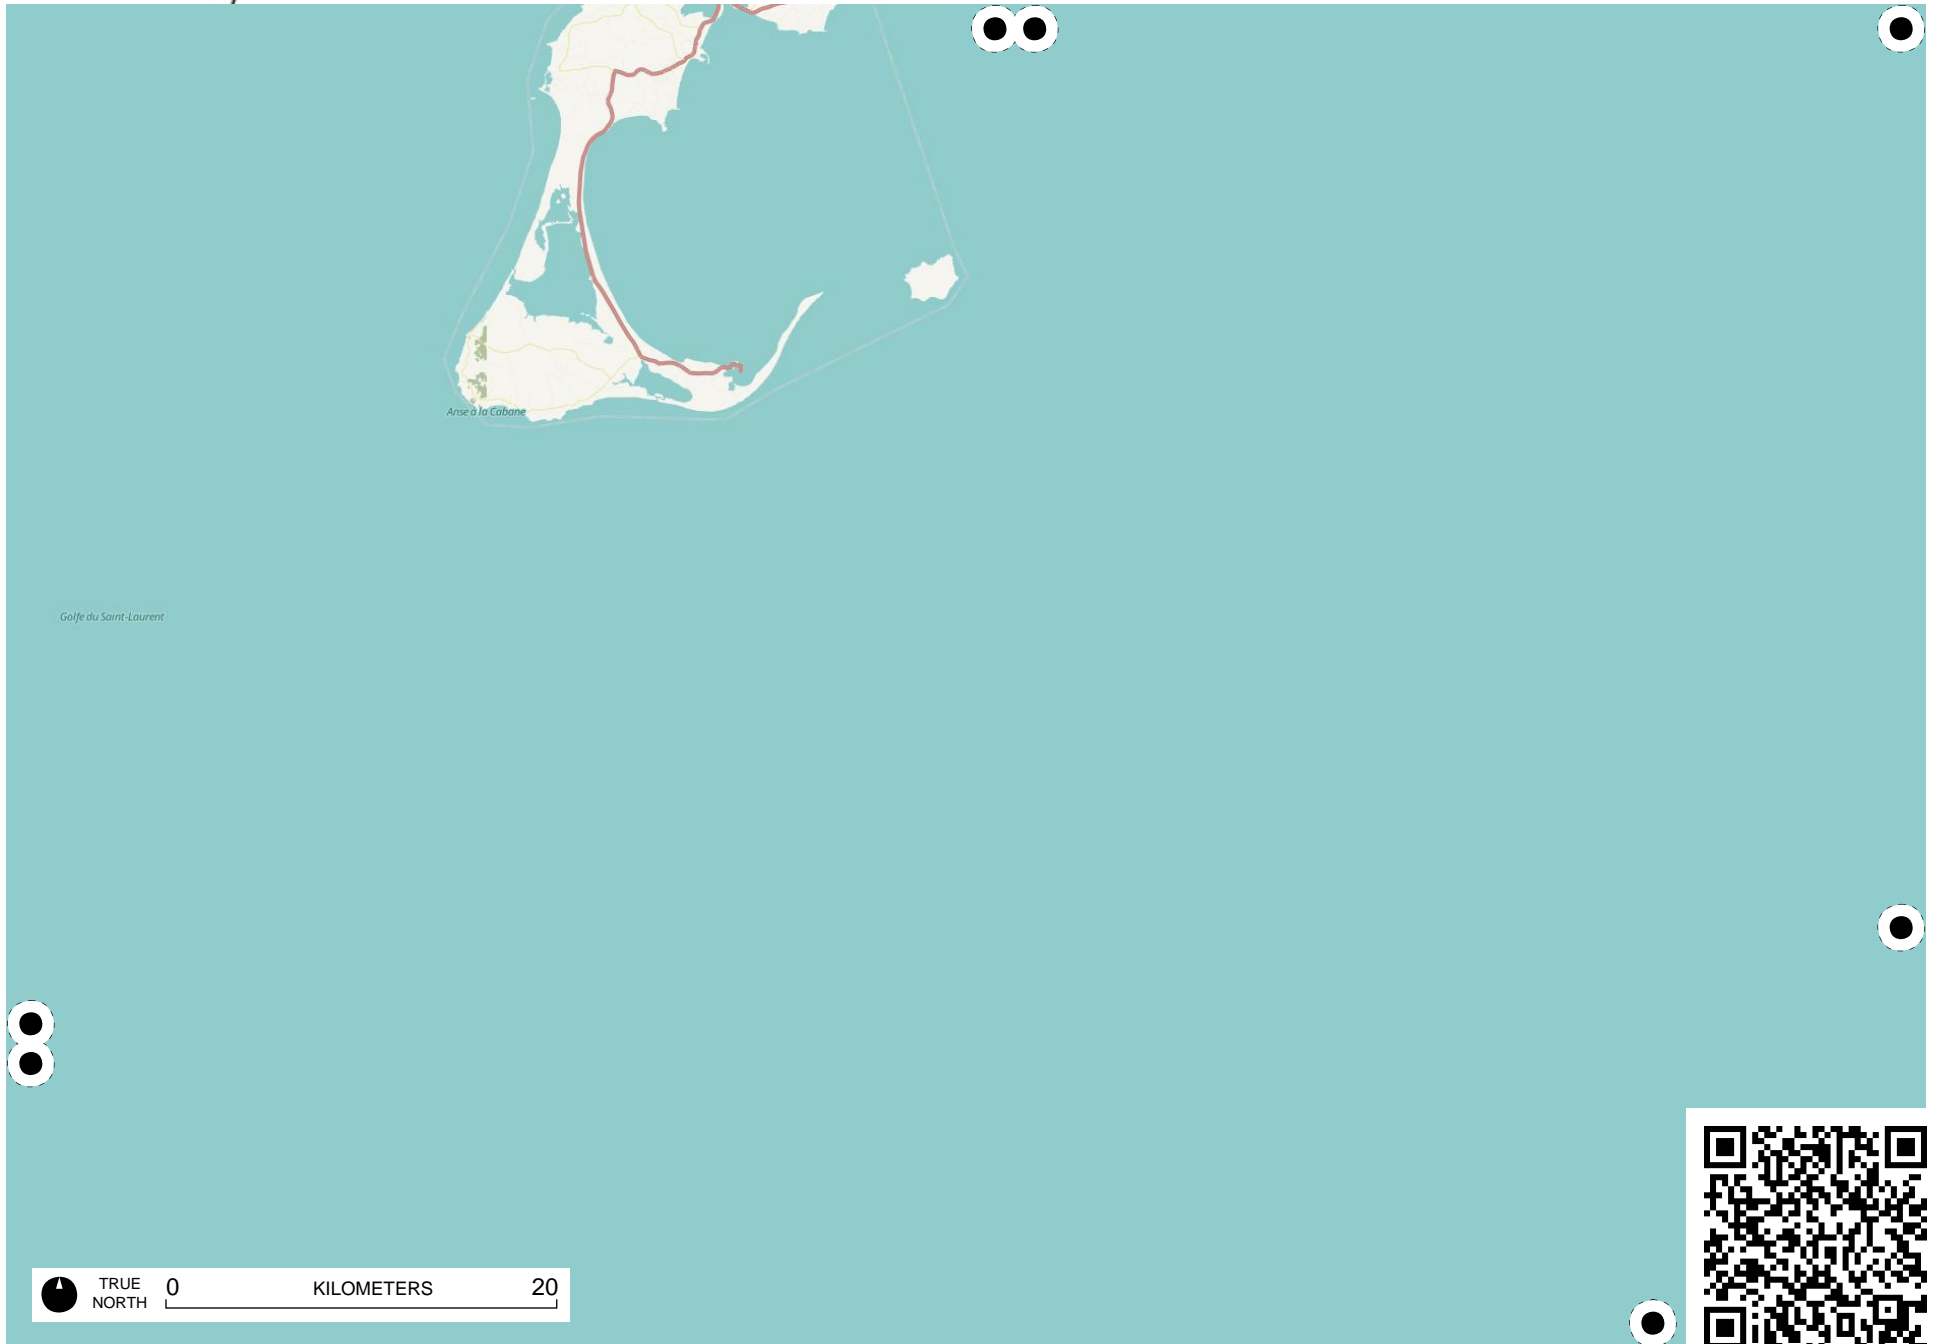 Anse à la Cabane
Golfe du Saint-Laurent
TRUE NORTH
0 KILOMETERS 20